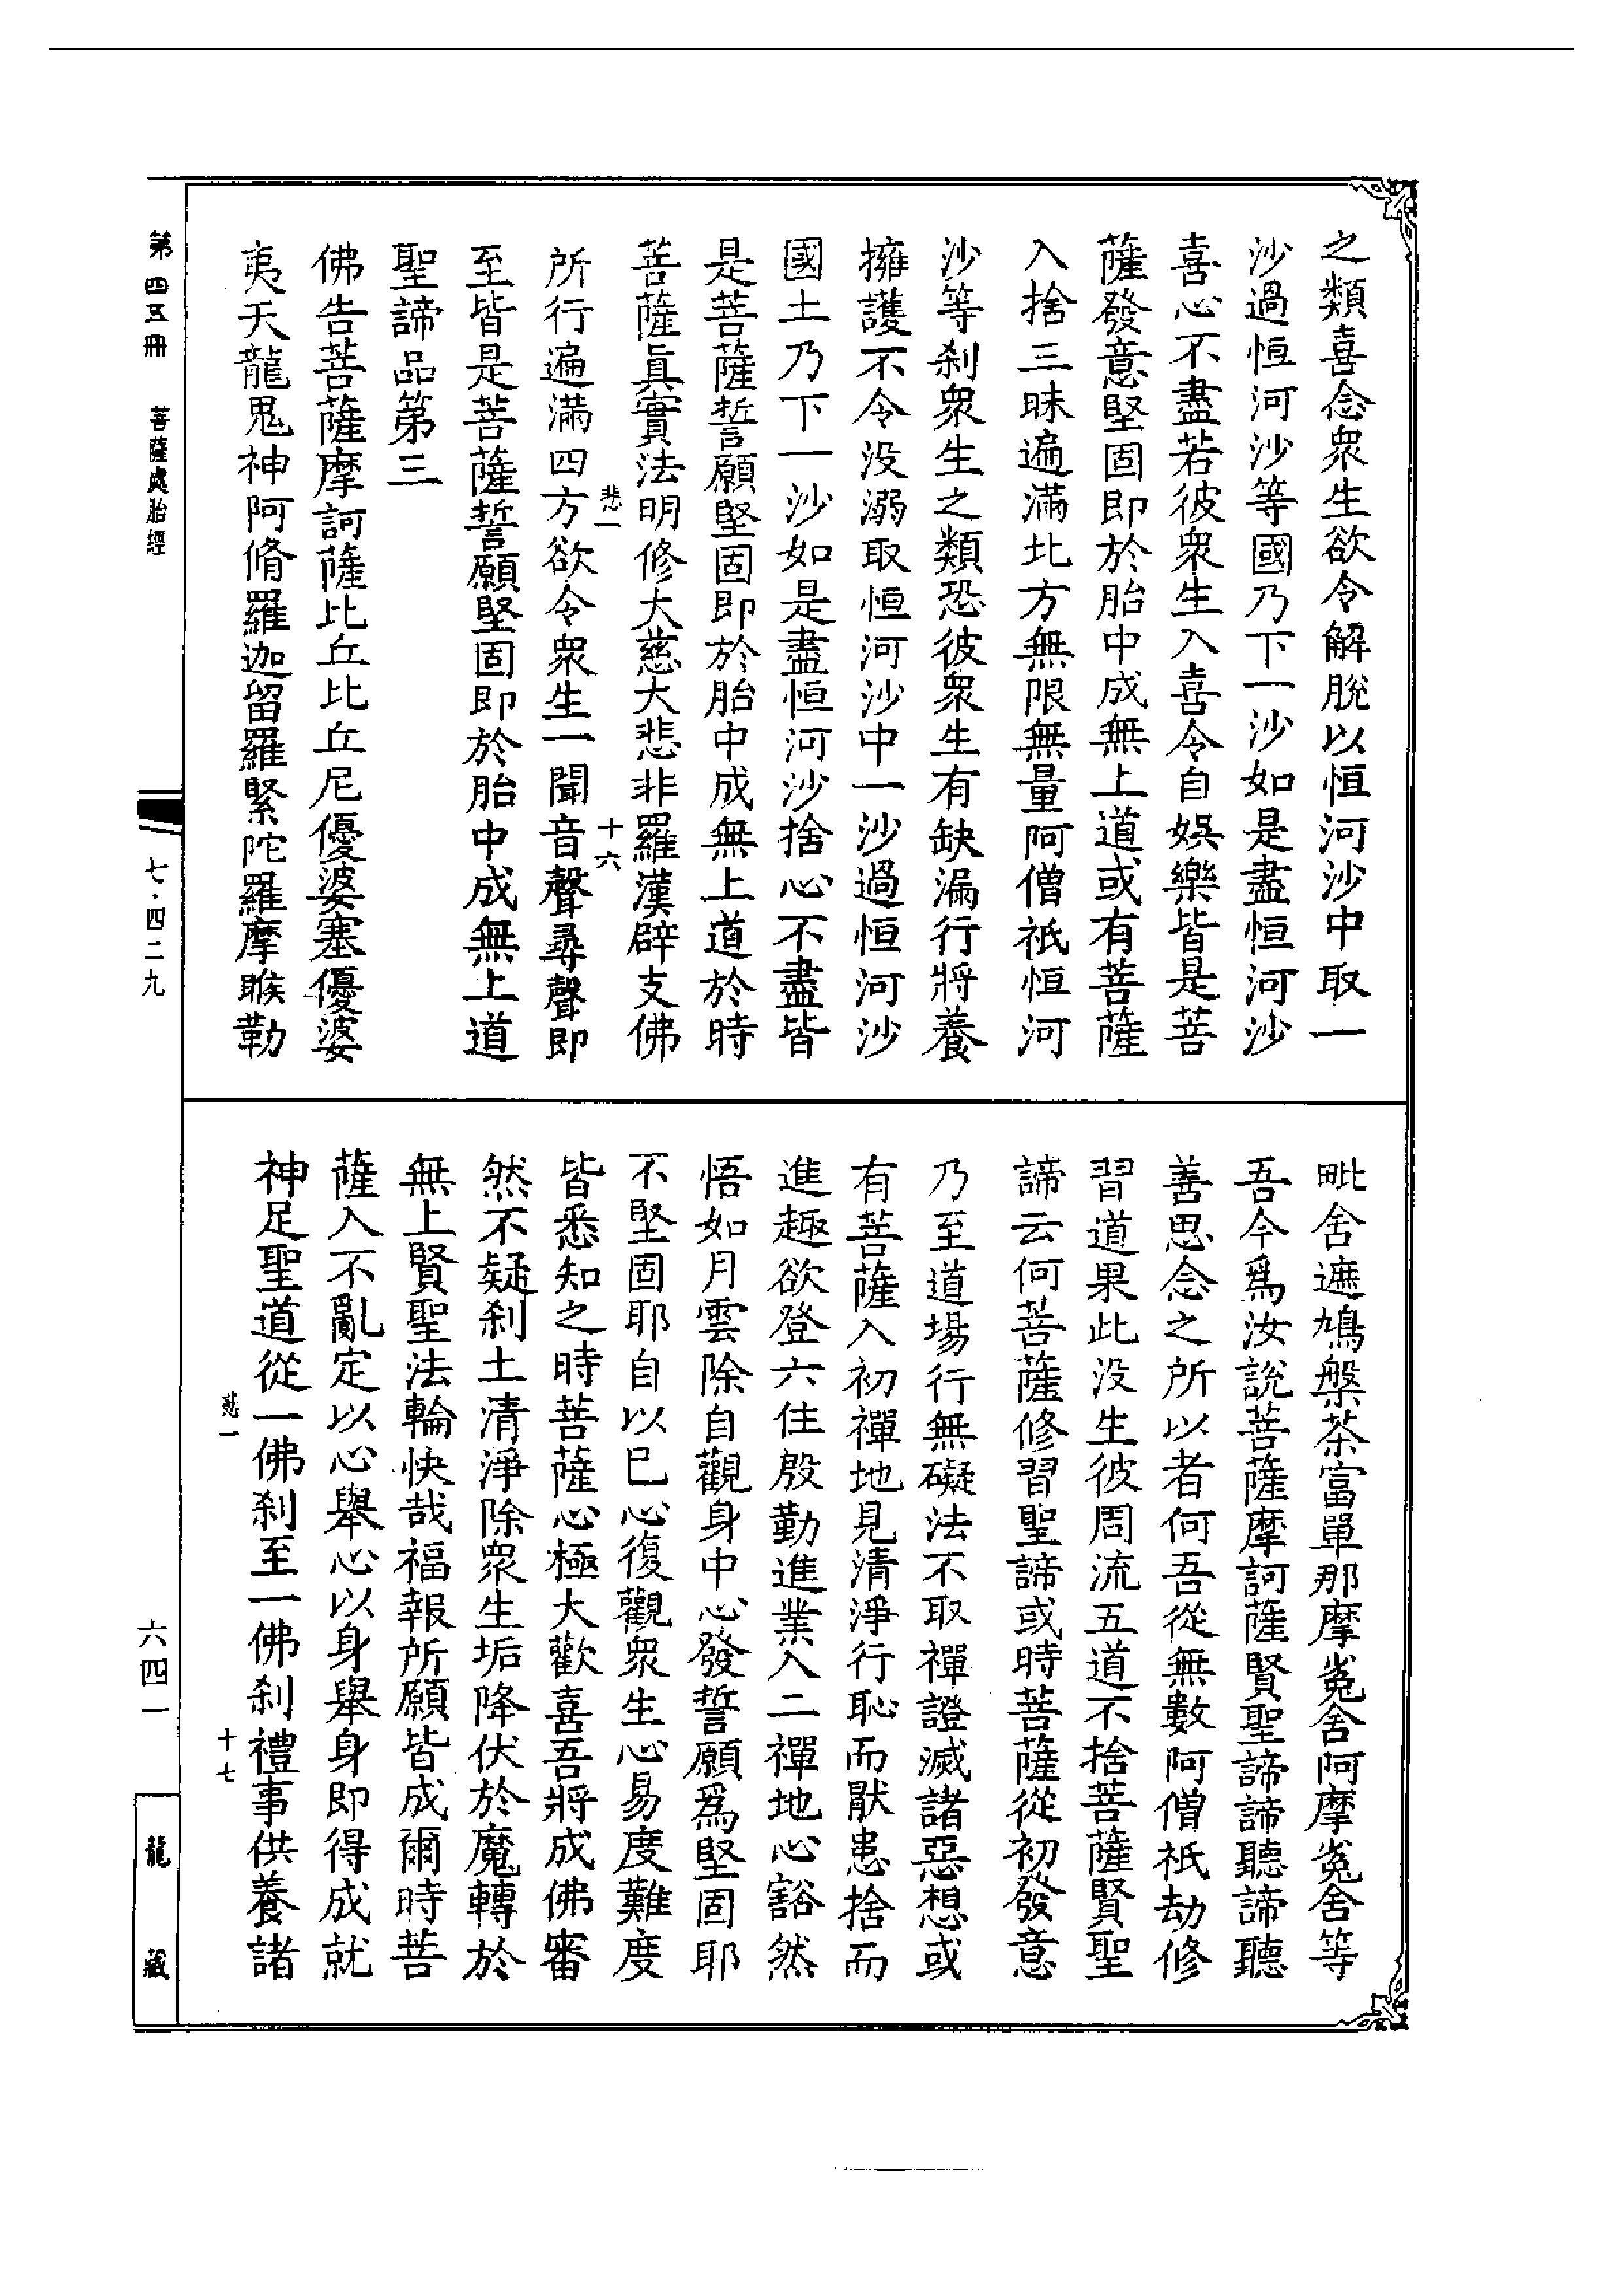 之類喜念衆生欲令解脫以恒河沙中取一
沙過恒河沙等國乃下一沙如是盡恒河沙
喜心不盡若彼衆生入喜令自娛樂皆是菩
薩發意堅固即於胎中成無上道或有菩薩
入捨三昧遍滿北方無限無量阿僧祇恒河
沙等刹衆生之類恐彼衆生有缺漏行將養
擁護不令没溺取恒河沙中一沙過恒河沙
國土乃下一沙如是盡恒河沙捨心不盡皆
是菩薩誓願堅固即於胎中成無上道於時
菩薩眞實法明修大慈大悲非羅漢辟支佛
悲一
十六
所行遍滿四方欲令衆生一聞音聲尋聲即
至皆是菩薩誓願堅固即於胎中成無上道
聖諦品第三
佛告菩薩摩訶薩比丘比丘尼優婆塞優婆
夷天龍鬼神阿脩羅迦留羅緊陀羅摩睺勒
毗舍遮鳩槃茶富單那摩㝹舍阿摩㝹舍等
吾今爲汝說菩薩摩訶薩賢聖諦諦聽諦聽
善思念之所以者何吾從無數阿僧祇劫修
習道果此没生彼周流五道不捨菩薩賢聖
諦云何菩薩修習聖諦或時菩薩從初發意
乃至道場行無礙法不取禪證滅諸惡想或
有菩薩入初禪地見清淨行恥而猒患捨而
進趣欲登六住殷勤進業入二禪地心豁然
悟如月雲除自觀身中心發誓願爲堅固耶
不堅固耶自以已心復觀衆生心易度難度
皆悉知之時菩薩心極大歡喜吾將成佛審
然不疑刹土清淨除衆生垢降伏於魔轉於
無上賢聖法輪快哉福報所願皆成爾時菩
薩入不亂定以心舉心以身舉身即得成就
神足聖道從一佛刹至一佛刹禮事供養諸
悲一
十七
第四五冊
菩薩處胎經
七·四二九
六四一
龍藏